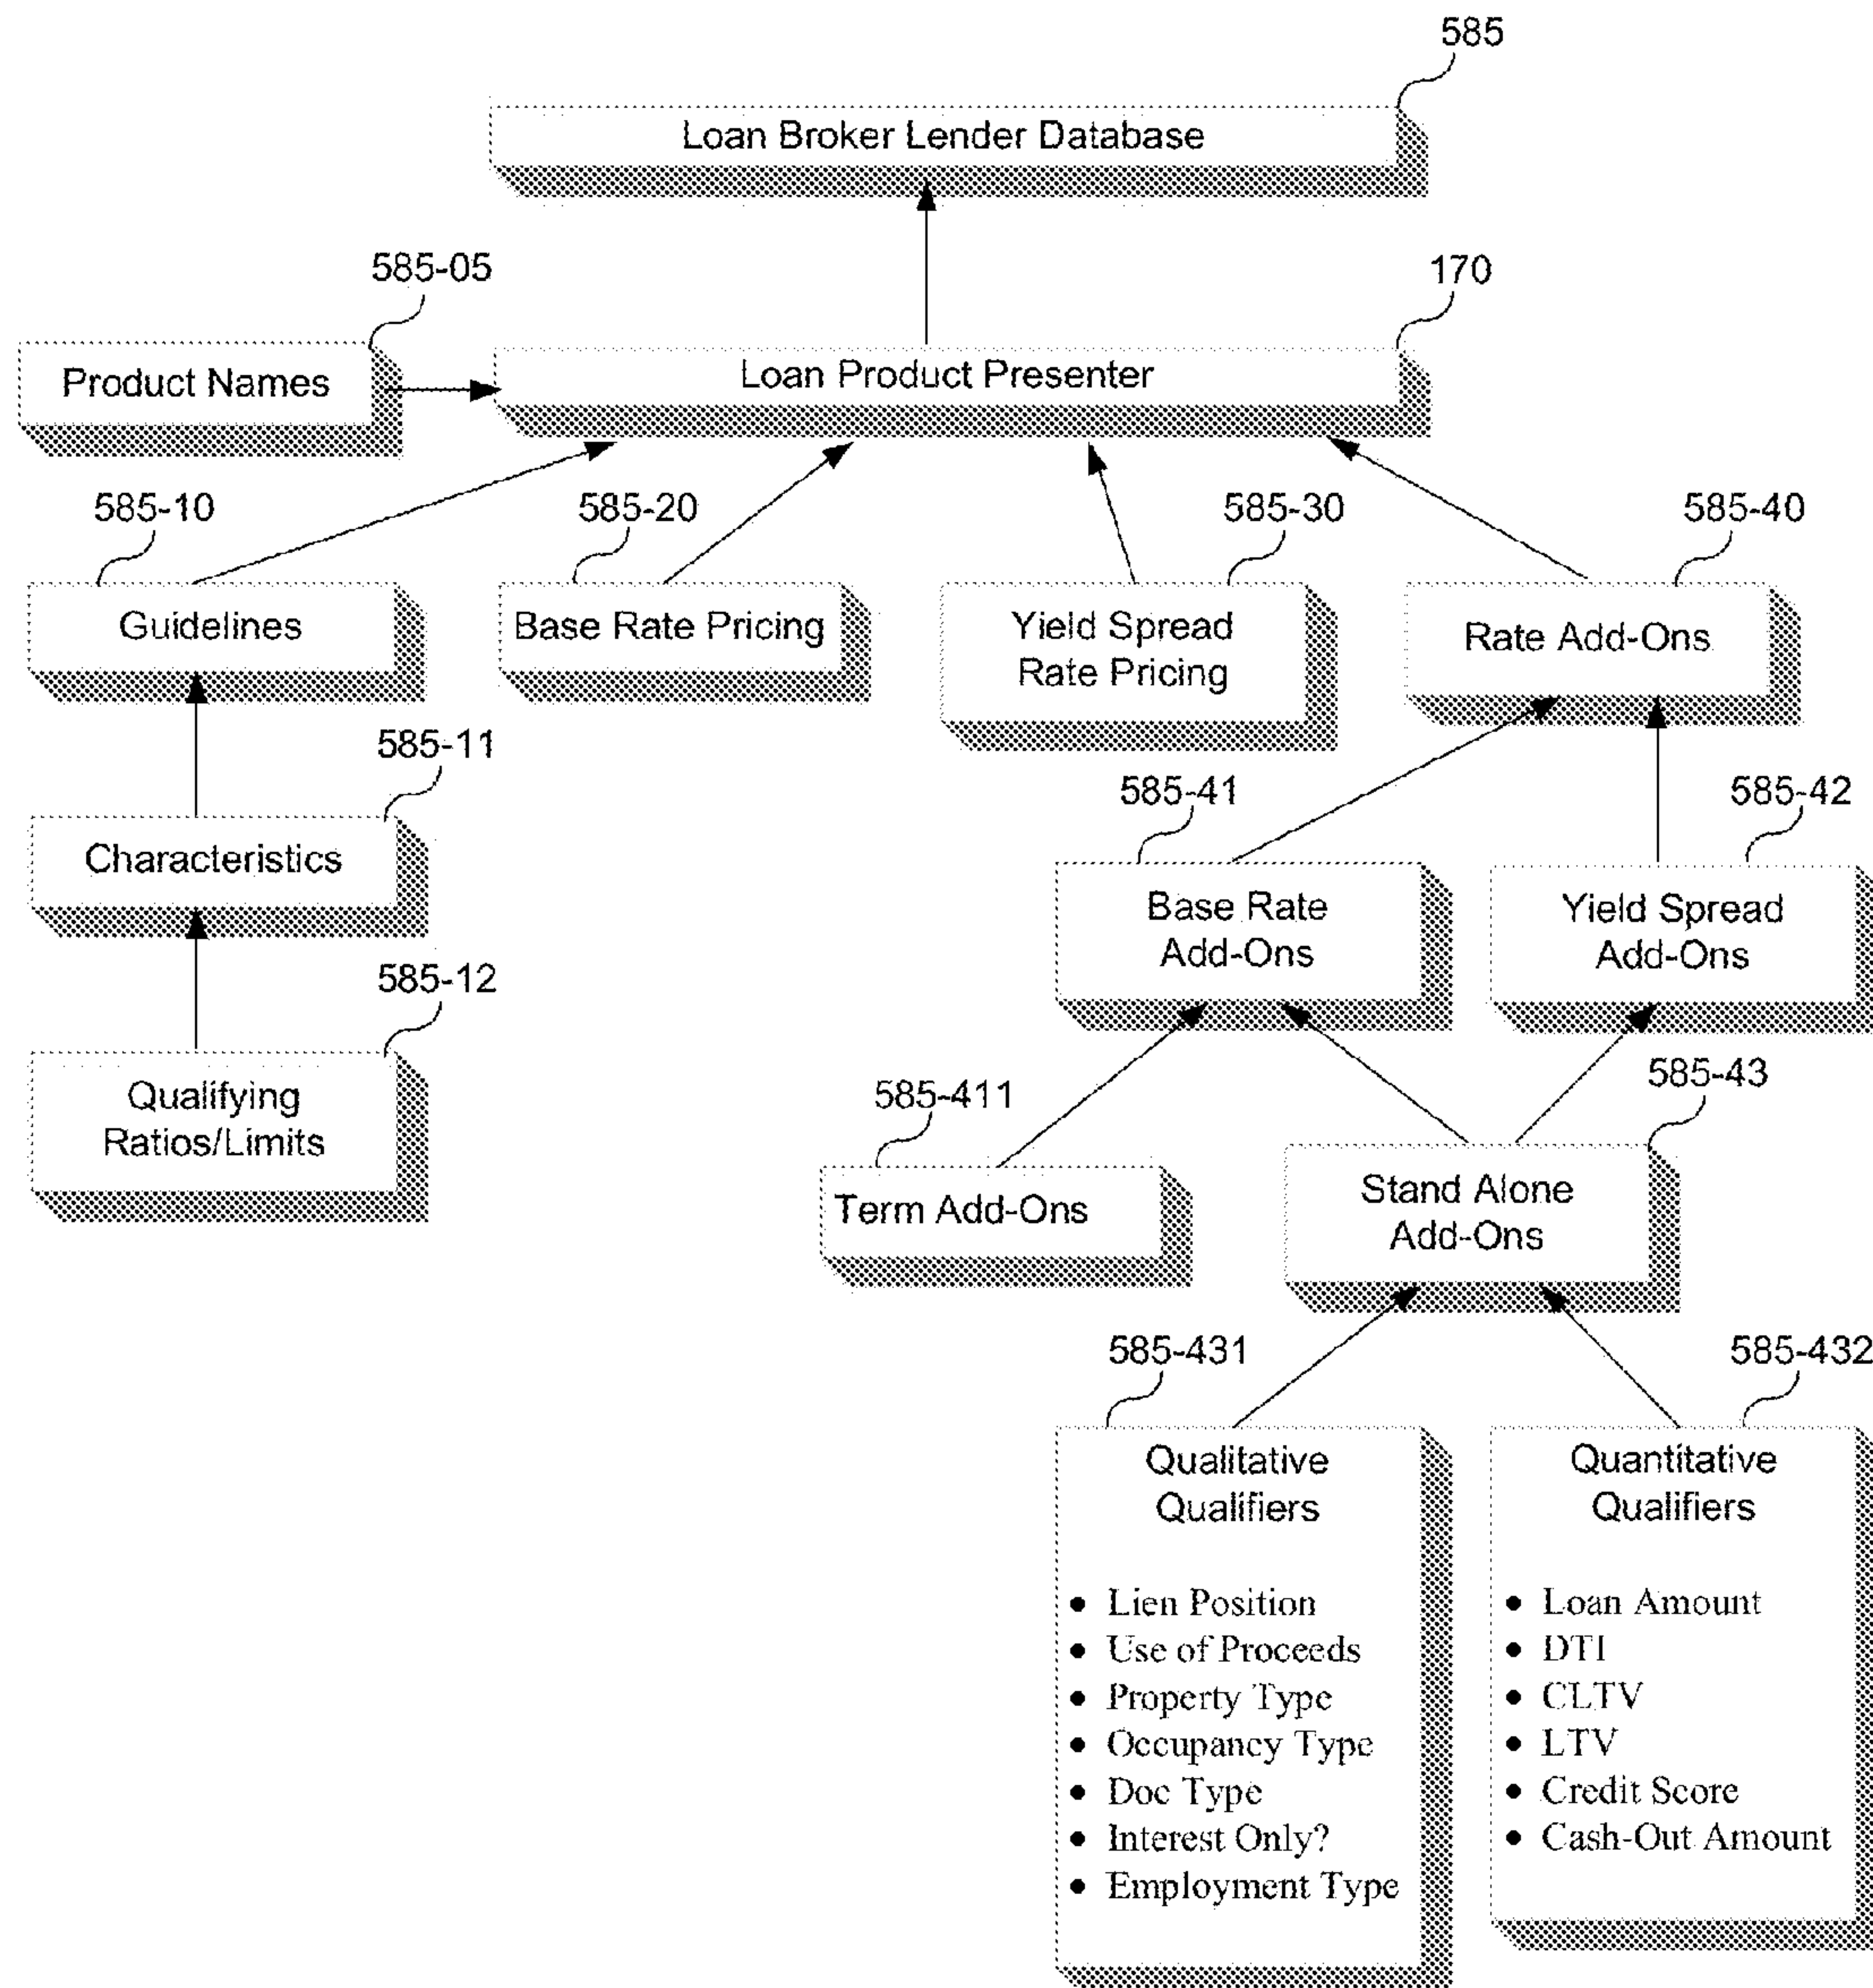 585
Loan Broker Lender Database
585-05
170
Product Names
Loan Product Presenter
585-10
585-20
585-30
585-40
Guidelines
Base Rate Pricing
Yield Spread
Rate Pricing
Rate Add-Ons
585-11
Characteristics
585-41
585-42
Base Rate
Add-Ons
Yield Spread
Add-Ons
585-12
Qualifying
Ratios/Limits
585-411
585-43
Term Add-Ons
Stand Alone
Add-Ons
585-431
585-432
Qualitative
Qualifiers
• Lien Position
• Use of Proceeds
• Property Type
• Occupancy Type
• Doc Type
• Interest Only?
• Employment Type
Quantitative
Qualifiers
• Loan Amount
• DTI
• CLTV
• LTV
• Credit Score
• Cash-Out Amount